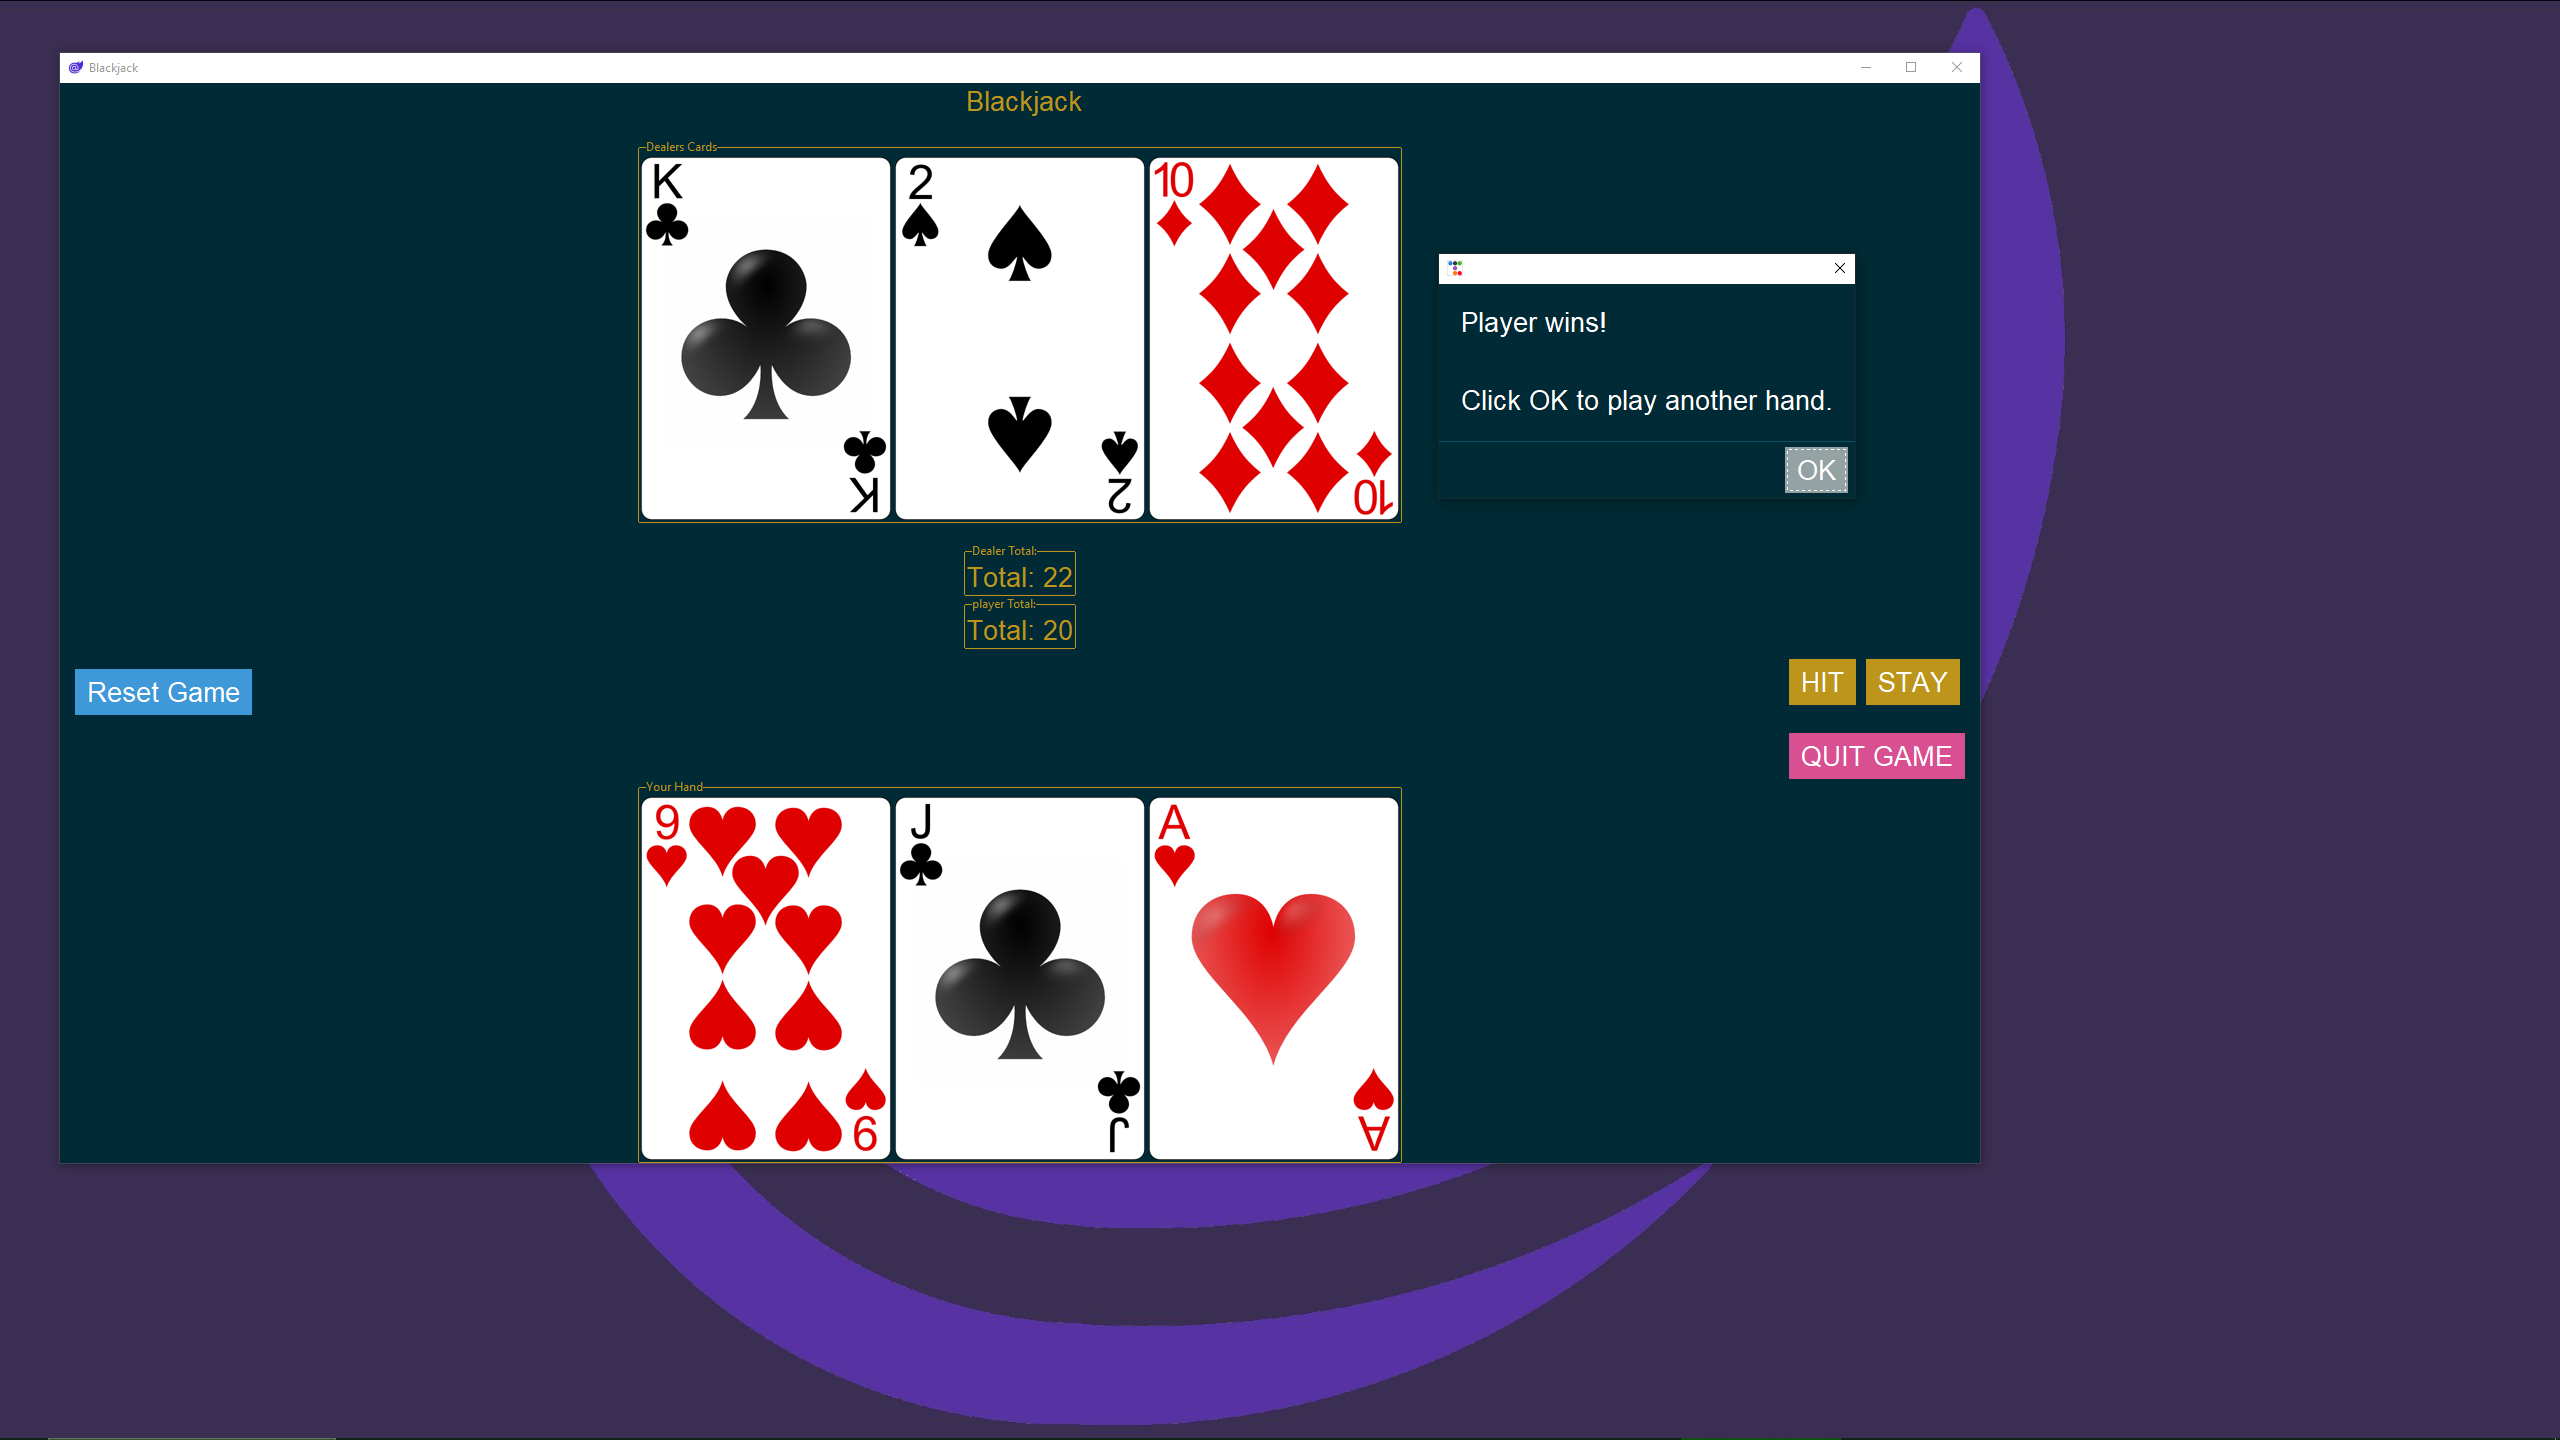 Blackjack
Blackjack
Dealers Cards
K
2
10
K
2
10
Player wins!
Click OK to play another hand.
OK
Dealer Total:
Total: 22
player Total:
Total: 20
Reset Game
HIT
STAY
QUIT GAME
Your Hand
9
J
A
9
J
A